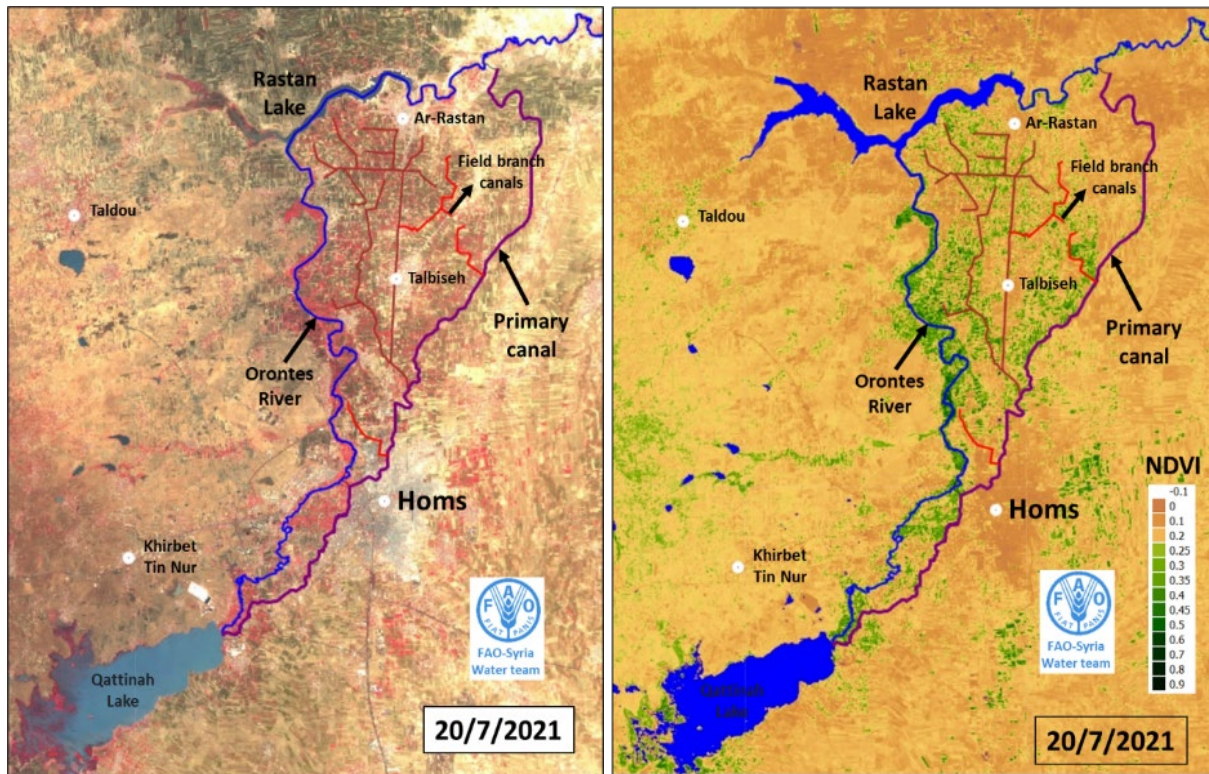 Rastan
Lake
Ar-Rastan
Field branch
canals
Taldou
Talbiseh
Primary
canal
Orontes
River
Homs
Khirbet
Tin Nur
F A O
FIAT PANIS
FAO-Syria
Water team
Qattinah
Lake
20/7/2021
Rastan
Lake
Ar-Rastan
Field branch
canals
Taldou
Talbiseh
Primary
canal
Orontes
River
NDVI
-0.1
0
0.1
0.2
0.25
0.3
0.35
0.4
0.45
0.5
0.6
0.7
0.8
0.9
Homs
Khirbet
Tin Nur
F A O
FIAT PANIS
FAO-Syria
Water team
Qattinah
Lake
20/7/2021